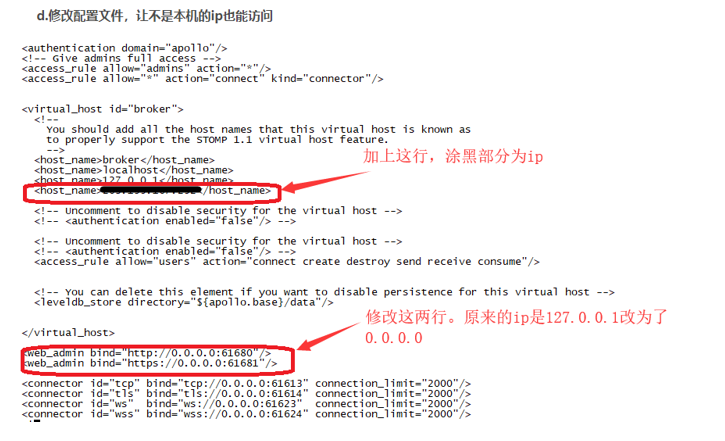 d.修改配置文件，让不是本机的ip也能访问
<authentication domain="apollo"/>
<!-- Give admins full access -->
<access_rule allow="admins" action="*"/>
<access_rule allow="*" action="connect" kind="connector"/>
<virtual_host id="broker">
<!--
You should add all the host names that this virtual host is known as
to properly support the STOMP 1.1 virtual host feature.
-->
<host_name>broker</host_name>
<host_name>localhost</host_name>
<host_name>127.0.0.1</host_name>
<host_name></host_name>
加上这行，涂黑部分为ip
<!-- Uncomment to disable security for the virtual host -->
<!-- <authentication enabled="false"/> -->
<!-- Uncomment to disable security for the virtual host -->
<!-- <authentication enabled="false"/> -->
<access_rule allow="users" action="connect create destroy send receive consume"/>
<!-- You can delete this element if you want to disable persistence for this virtual host -->
<leveldb_store directory="${apollo.base}/data"/>
</virtual_host>
修改这两行。原来的ip是127.0.0.1改为了
0.0.0.0
<web_admin bind="http://0.0.0.0:61680"/>
<web_admin bind="https://0.0.0.0:61681"/>
<connector id="tcp" bind="tcp://0.0.0.0:61613" connection_limit="2000"/>
<connector id="tls" bind="tls://0.0.0.0:61614" connection_limit="2000"/>
<connector id="ws" bind="ws://0.0.0.0:61623" connection_limit="2000"/>
<connector id="wss" bind="wss://0.0.0.0:61624" connection_limit="2000"/>